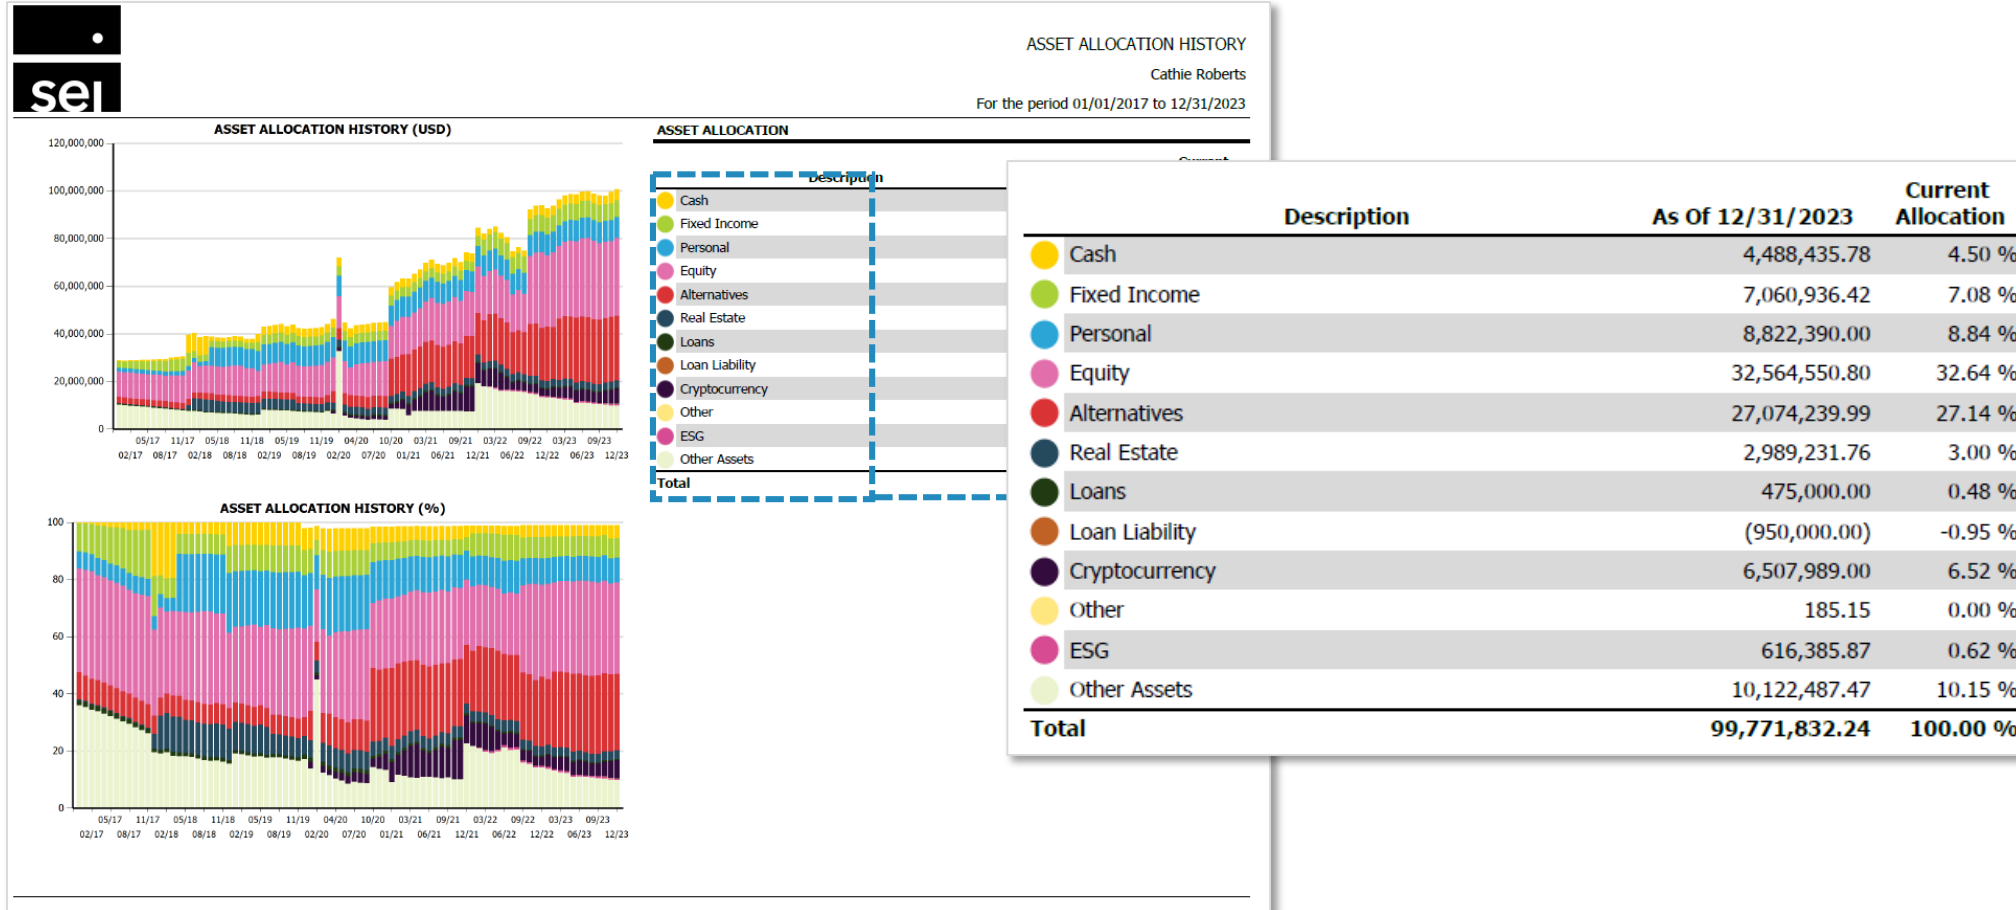 sei
ASSET ALLOCATION HISTORY
Cathie Roberts
For the period 01/01/2017 to 12/31/2023
ASSET ALLOCATION HISTORY (USD)
120,000,000
100,000,000
80,000,000
60,000,000
40,000,000
20,000,000
0
05/17 11/17 05/18 11/18 05/19 11/19 04/20 10/20 03/21 09/21 03/22 09/22 03/23 09/23
02/17 08/17 02/18 08/18 02/19 08/19 02/20 07/20 01/21 06/21 12/21 06/22 12/22 06/23 12/23
ASSET ALLOCATION HISTORY (%)
100
80
60
40
20
0
05/17 11/17 05/18 11/18 05/19 11/19 04/20 10/20 03/21 09/21 03/22 09/22 03/23 09/23
02/17 08/17 02/18 08/18 02/19 08/19 02/20 07/20 01/21 06/21 12/21 06/22 12/22 06/23 12/23
ASSET ALLOCATION
Current
Description
Cash
Fixed Income
Personal
Equity
Alternatives
Real Estate
Loans
Loan Liability
Cryptocurrency
Other
ESG
Other Assets
Total
Current
Description As Of 12/31/2023 Allocation
Cash 4,488,435.78 4.50 %
Fixed Income 7,060,936.42 7.08 %
Personal 8,822,390.00 8.84 %
Equity 32,564,550.80 32.64 %
Alternatives 27,074,239.99 27.14 %
Real Estate 2,989,231.76 3.00 %
Loans 475,000.00 0.48 %
Loan Liability (950,000.00) -0.95 %
Cryptocurrency 6,507,989.00 6.52 %
Other 185.15 0.00 %
ESG 616,385.87 0.62 %
Other Assets 10,122,487.47 10.15 %
Total 99,771,832.24 100.00 %